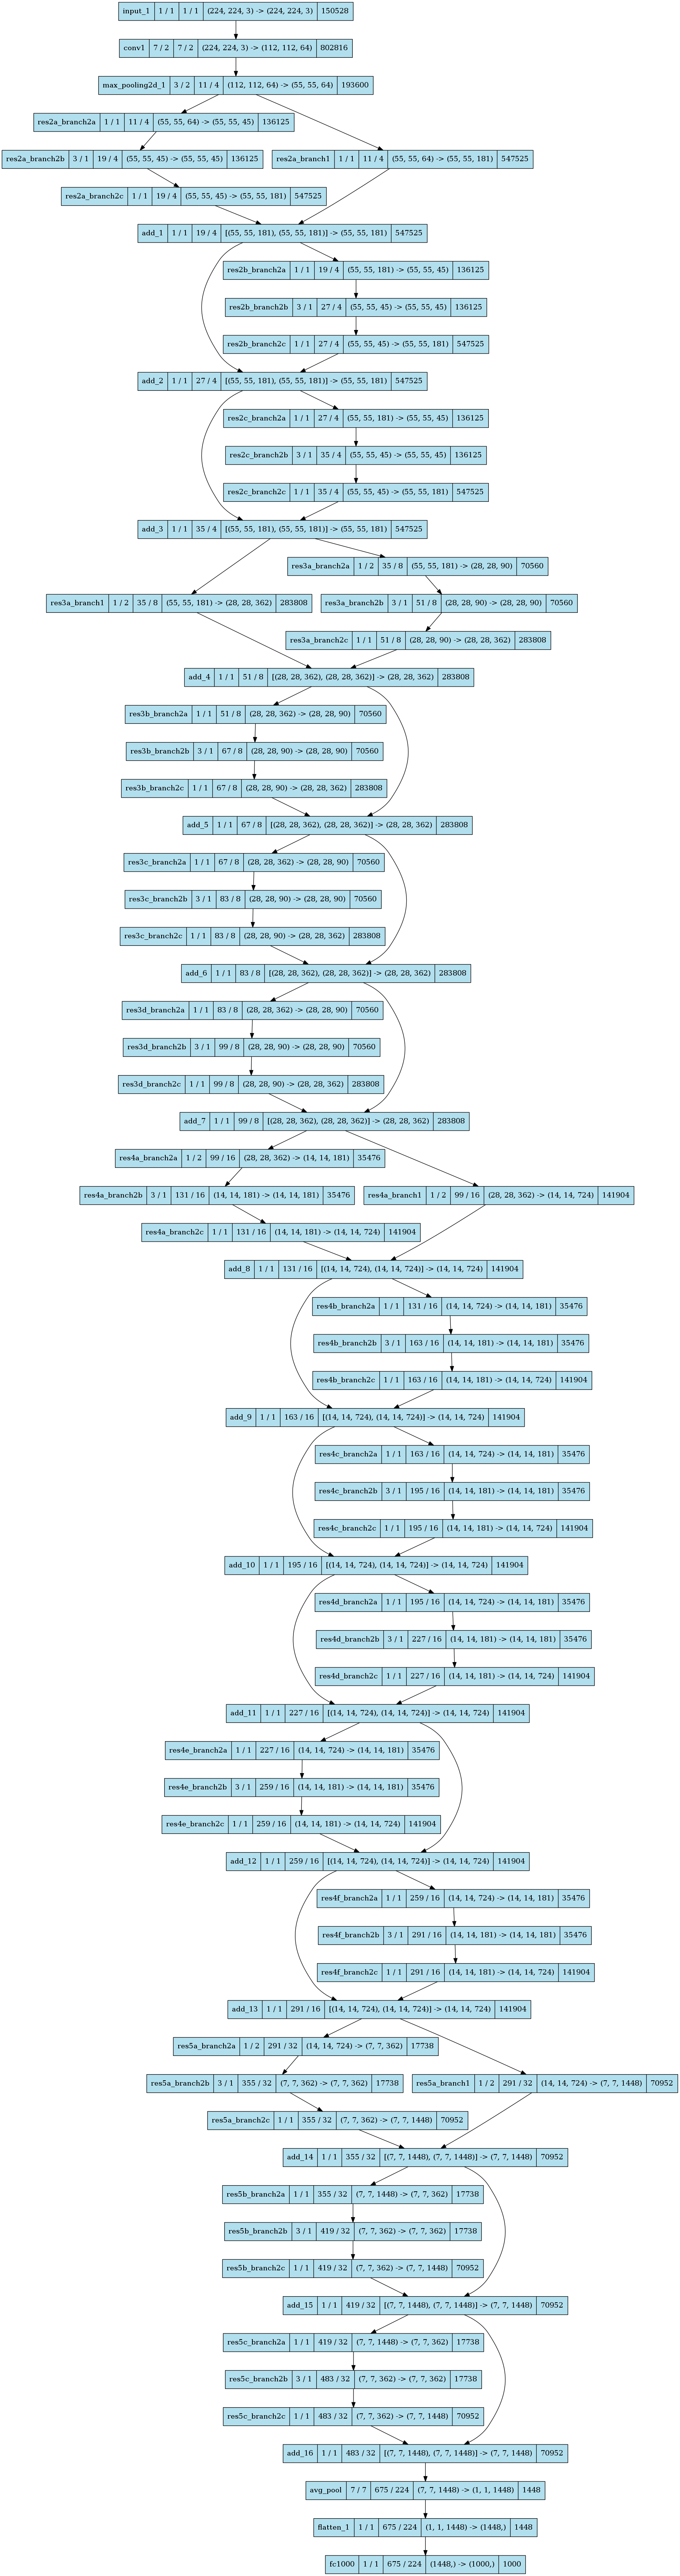 input_1 1 / 1 1 / 1 (224, 224, 3) -> (224, 224, 3) 150528
conv1 7 / 2 7 / 2 (224, 224, 3) -> (112, 112, 64) 802816
max_pooling2d_1 3 / 2 11 / 4 (112, 112, 64) -> (55, 55, 64) 193600
res2a_branch2a 1 / 1 11 / 4 (55, 55, 64) -> (55, 55, 45) 136125
res2a_branch2b 3 / 1 19 / 4 (55, 55, 45) -> (55, 55, 45) 136125
res2a_branch1 1 / 1 11 / 4 (55, 55, 64) -> (55, 55, 181) 547525
res2a_branch2c 1 / 1 19 / 4 (55, 55, 45) -> (55, 55, 181) 547525
add_1 1 / 1 19 / 4 [(55, 55, 181), (55, 55, 181)] -> (55, 55, 181) 547525
res2b_branch2a 1 / 1 19 / 4 (55, 55, 181) -> (55, 55, 45) 136125
res2b_branch2b 3 / 1 27 / 4 (55, 55, 45) -> (55, 55, 45) 136125
res2b_branch2c 1 / 1 27 / 4 (55, 55, 45) -> (55, 55, 181) 547525
add_2 1 / 1 27 / 4 [(55, 55, 181), (55, 55, 181)] -> (55, 55, 181) 547525
res2c_branch2a 1 / 1 27 / 4 (55, 55, 181) -> (55, 55, 45) 136125
res2c_branch2b 3 / 1 35 / 4 (55, 55, 45) -> (55, 55, 45) 136125
res2c_branch2c 1 / 1 35 / 4 (55, 55, 45) -> (55, 55, 181) 547525
add_3 1 / 1 35 / 4 [(55, 55, 181), (55, 55, 181)] -> (55, 55, 181) 547525
res3a_branch2a 1 / 2 35 / 8 (55, 55, 181) -> (28, 28, 90) 70560
res3a_branch1 1 / 2 35 / 8 (55, 55, 181) -> (28, 28, 362) 283808
res3a_branch2b 3 / 1 51 / 8 (28, 28, 90) -> (28, 28, 90) 70560
res3a_branch2c 1 / 1 51 / 8 (28, 28, 90) -> (28, 28, 362) 283808
add_4 1 / 1 51 / 8 [(28, 28, 362), (28, 28, 362)] -> (28, 28, 362) 283808
res3b_branch2a 1 / 1 51 / 8 (28, 28, 362) -> (28, 28, 90) 70560
res3b_branch2b 3 / 1 67 / 8 (28, 28, 90) -> (28, 28, 90) 70560
res3b_branch2c 1 / 1 67 / 8 (28, 28, 90) -> (28, 28, 362) 283808
add_5 1 / 1 67 / 8 [(28, 28, 362), (28, 28, 362)] -> (28, 28, 362) 283808
res3c_branch2a 1 / 1 67 / 8 (28, 28, 362) -> (28, 28, 90) 70560
res3c_branch2b 3 / 1 83 / 8 (28, 28, 90) -> (28, 28, 90) 70560
res3c_branch2c 1 / 1 83 / 8 (28, 28, 90) -> (28, 28, 362) 283808
add_6 1 / 1 83 / 8 [(28, 28, 362), (28, 28, 362)] -> (28, 28, 362) 283808
res3d_branch2a 1 / 1 83 / 8 (28, 28, 362) -> (28, 28, 90) 70560
res3d_branch2b 3 / 1 99 / 8 (28, 28, 90) -> (28, 28, 90) 70560
res3d_branch2c 1 / 1 99 / 8 (28, 28, 90) -> (28, 28, 362) 283808
add_7 1 / 1 99 / 8 [(28, 28, 362), (28, 28, 362)] -> (28, 28, 362) 283808
res4a_branch2a 1 / 2 99 / 16 (28, 28, 362) -> (14, 14, 181) 35476
res4a_branch2b 3 / 1 131 / 16 (14, 14, 181) -> (14, 14, 181) 35476
res4a_branch1 1 / 2 99 / 16 (28, 28, 362) -> (14, 14, 724) 141904
res4a_branch2c 1 / 1 131 / 16 (14, 14, 181) -> (14, 14, 724) 141904
add_8 1 / 1 131 / 16 [(14, 14, 724), (14, 14, 724)] -> (14, 14, 724) 141904
res4b_branch2a 1 / 1 131 / 16 (14, 14, 724) -> (14, 14, 181) 35476
res4b_branch2b 3 / 1 163 / 16 (14, 14, 181) -> (14, 14, 181) 35476
res4b_branch2c 1 / 1 163 / 16 (14, 14, 181) -> (14, 14, 724) 141904
add_9 1 / 1 163 / 16 [(14, 14, 724), (14, 14, 724)] -> (14, 14, 724) 141904
res4c_branch2a 1 / 1 163 / 16 (14, 14, 724) -> (14, 14, 181) 35476
res4c_branch2b 3 / 1 195 / 16 (14, 14, 181) -> (14, 14, 181) 35476
res4c_branch2c 1 / 1 195 / 16 (14, 14, 181) -> (14, 14, 724) 141904
add_10 1 / 1 195 / 16 [(14, 14, 724), (14, 14, 724)] -> (14, 14, 724) 141904
res4d_branch2a 1 / 1 195 / 16 (14, 14, 724) -> (14, 14, 181) 35476
res4d_branch2b 3 / 1 227 / 16 (14, 14, 181) -> (14, 14, 181) 35476
res4d_branch2c 1 / 1 227 / 16 (14, 14, 181) -> (14, 14, 724) 141904
add_11 1 / 1 227 / 16 [(14, 14, 724), (14, 14, 724)] -> (14, 14, 724) 141904
res4e_branch2a 1 / 1 227 / 16 (14, 14, 724) -> (14, 14, 181) 35476
res4e_branch2b 3 / 1 259 / 16 (14, 14, 181) -> (14, 14, 181) 35476
res4e_branch2c 1 / 1 259 / 16 (14, 14, 181) -> (14, 14, 724) 141904
add_12 1 / 1 259 / 16 [(14, 14, 724), (14, 14, 724)] -> (14, 14, 724) 141904
res4f_branch2a 1 / 1 259 / 16 (14, 14, 724) -> (14, 14, 181) 35476
res4f_branch2b 3 / 1 291 / 16 (14, 14, 181) -> (14, 14, 181) 35476
res4f_branch2c 1 / 1 291 / 16 (14, 14, 181) -> (14, 14, 724) 141904
add_13 1 / 1 291 / 16 [(14, 14, 724), (14, 14, 724)] -> (14, 14, 724) 141904
res5a_branch2a 1 / 2 291 / 32 (14, 14, 724) -> (7, 7, 362) 17738
res5a_branch2b 3 / 1 355 / 32 (7, 7, 362) -> (7, 7, 362) 17738
res5a_branch1 1 / 2 291 / 32 (14, 14, 724) -> (7, 7, 1448) 70952
res5a_branch2c 1 / 1 355 / 32 (7, 7, 362) -> (7, 7, 1448) 70952
add_14 1 / 1 355 / 32 [(7, 7, 1448), (7, 7, 1448)] -> (7, 7, 1448) 70952
res5b_branch2a 1 / 1 355 / 32 (7, 7, 1448) -> (7, 7, 362) 17738
res5b_branch2b 3 / 1 419 / 32 (7, 7, 362) -> (7, 7, 362) 17738
res5b_branch2c 1 / 1 419 / 32 (7, 7, 362) -> (7, 7, 1448) 70952
add_15 1 / 1 419 / 32 [(7, 7, 1448), (7, 7, 1448)] -> (7, 7, 1448) 70952
res5c_branch2a 1 / 1 419 / 32 (7, 7, 1448) -> (7, 7, 362) 17738
res5c_branch2b 3 / 1 483 / 32 (7, 7, 362) -> (7, 7, 362) 17738
res5c_branch2c 1 / 1 483 / 32 (7, 7, 362) -> (7, 7, 1448) 70952
add_16 1 / 1 483 / 32 [(7, 7, 1448), (7, 7, 1448)] -> (7, 7, 1448) 70952
avg_pool 7 / 7 675 / 224 (7, 7, 1448) -> (1, 1, 1448) 1448
flatten_1 1 / 1 675 / 224 (1, 1, 1448) -> (1448,) 1448
fc1000 1 / 1 675 / 224 (1448,) -> (1000,) 1000